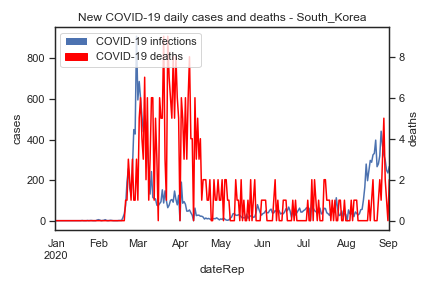 New COVID-19 daily cases and deaths - South_Korea
COVID-19 infections
COVID-19 deaths
800
600
400
200
0
cases
8
6
4
2
0
deaths
Jan Feb Mar Apr May Jun Jul Aug Sep
2020
dateRep